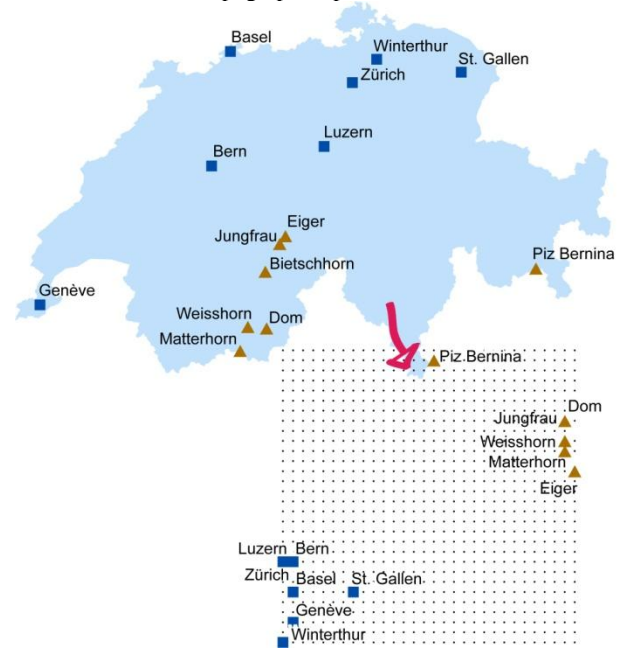 Basel
Winterthur
St. Gallen
Zürich
Luzern
Bern
Eiger
Jungfrau
Piz Bernina
Bietschhorn
Genève
Weisshorn
Dom
Matterhorn
Piz Bernina
Dom
Jungfrau
Weisshorn
Matterhorn
Eiger
Luzern Bern
Zürich Basel St. Gallen
Genève
Winterthur